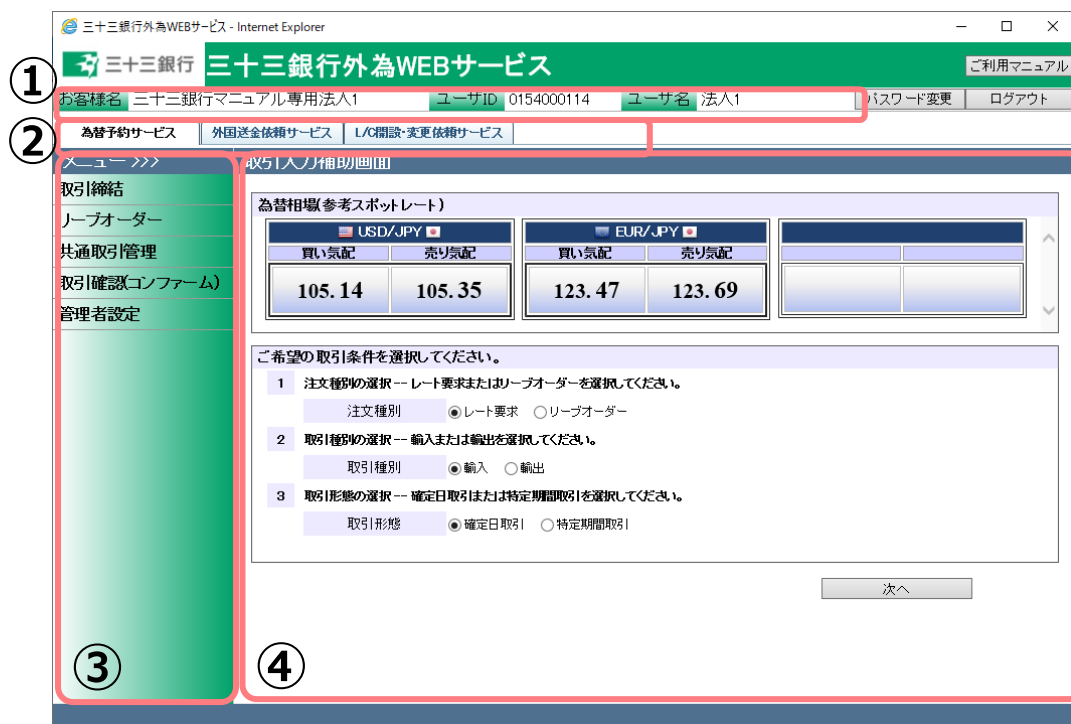 三十三銀行外為WEBサービス - Internet Explorer
三十三銀行 三十三銀行外為WEBサービス ご利用マニュアル
①
お客様名 三十三銀行マニュアル専用法人1 ユーザID 0154000114 ユーザ名 法人1 パスワード変更 ログアウト
② 為替予約サービス 外国送金依頼サービス L/C開設・変更依頼サービス
メニュー >>> 取引入力補助画面
取引締結
リーブオーダー
共通取引管理
取引確認(コンファーム)
管理者設定
為替相場(参考スポットレート)
USD/JPY EUR/JPY
買い気配 売り気配 買い気配 売り気配
105.14 105.35 123.47 123.69
ご希望の取引条件を選択してください。
1 注文種別の選択 -- レート要求またはリーブオーダーを選択してください。
注文種別 レート要求 リーブオーダー
2 取引種別の選択 -- 輸入または輸出を選択してください。
取引種別 輸入 輸出
3 取引形態の選択 -- 確定日取引または特定期間取引を選択してください。
取引形態 確定日取引 特定期間取引
次へ
③ ④